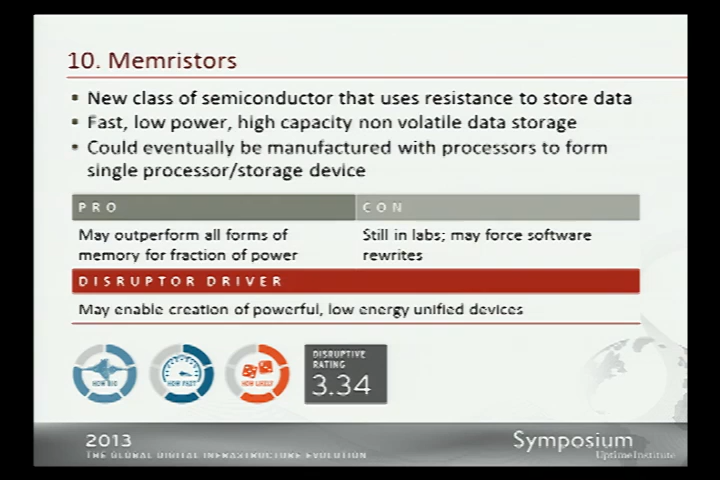 10. Memristors
▪ New class of semiconductor that uses resistance to store data
▪ Fast, low power, high capacity non volatile data storage
▪ Could eventually be manufactured with processors to form
single processor/storage device
PRO
CON
May outperform all forms of
memory for fraction of power
Still in labs; may force software
rewrites
DISRUPTOR DRIVER
May enable creation of powerful, low energy unified devices
HOW BIG
HOW FAST
HOW LIKELY
DISRUPTIVE
RATING
3.34
2013
THE GLOBAL DIGITAL INFRASTRUCTURE EVOLUTION
Symposium
UptimeInstitute